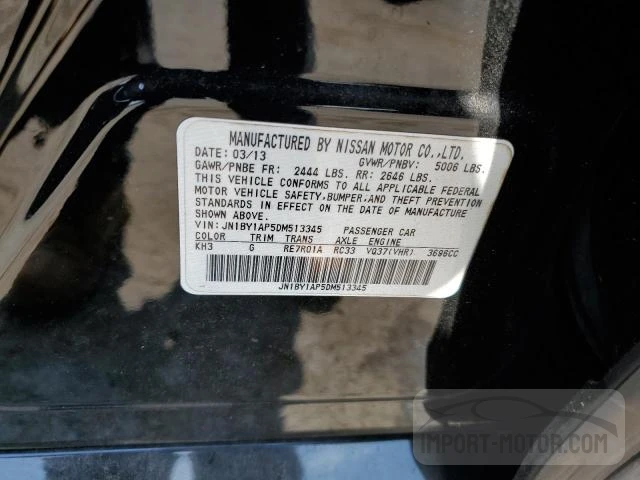 MANUFACTURED BY NISSAN MOTOR CO.,LTD.
DATE: 03/13 GVWR/PNBV: 5006 LBS.
GAWR/PNBE FR: 2444 LBS. RR: 2646 LBS.
THIS VEHICLE CONFORMS TO ALL APPLICABLE FEDERAL
MOTOR VEHICLE SAFETY, BUMPER, AND THEFT PREVENTION
STANDARDS IN EFFECT ON THE DATE OF MANUFACTURE
SHOWN ABOVE.
VIN: JN1BY1AP5DM513345 PASSENGER CAR
COLOR TRIM TRANS AXLE ENGINE
KH3 G RE7R01A RC33 VQ37(VHR) 3696CC
JN1BY1AP5DM513345
IMPORT-MOTOR
IMPORT-MOTOR.COM